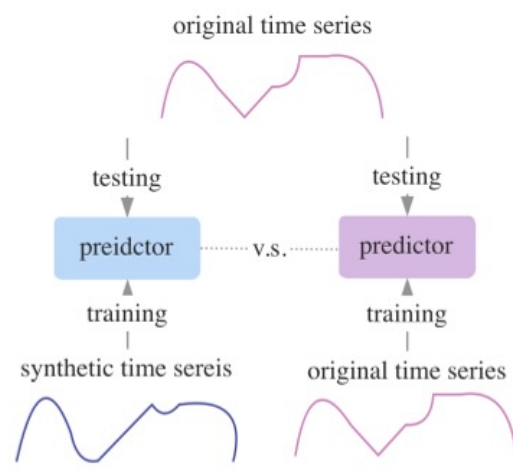 original time series
testing
testing
preidctor
v.s.
predictor
training
training
synthetic time sereis
original time series